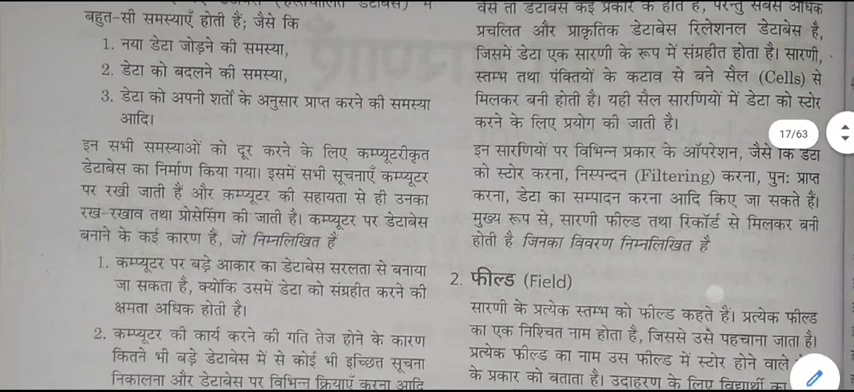 बहुत-सी समस्याएँ होती हैं; जैसे कि
1. नया डेटा जोड़ने की समस्या,
2. डेटा को बदलने की समस्या,
3. डेटा को अपनी शर्तों के अनुसार प्राप्त करने की समस्या
आदि।
इन सभी समस्याओं को दूर करने के लिए कम्प्यूटरीकृत
डेटाबेस का निर्माण किया गया। इसमें सभी सूचनाएँ कम्प्यूटर
पर रखी जाती हैं और कम्प्यूटर की सहायता से ही उनका
रख-रखाव तथा प्रोसेसिंग की जाती है। कम्प्यूटर पर डेटाबेस
बनाने के कई कारण हैं, जो निम्नलिखित हैं
1. कम्प्यूटर पर बड़े आकार का डेटाबेस सरलता से बनाया
जा सकता है, क्योंकि उसमें डेटा को संग्रहीत करने की
क्षमता अधिक होती है।
2. कम्प्यूटर की कार्य करने की गति तेज होने के कारण
कितने भी बड़े डेटाबेस में से कोई भी इच्छित सूचना
निकालना और डेटाबेस पर विभिन्न क्रियाएँ करना आदि
वैसे तो डेटाबेस कई प्रकार के होते हैं, परन्तु सबसे अधिक
प्रचलित और प्राकृतिक डेटाबेस रिलेशनल डेटाबेस है,
जिसमें डेटा एक सारणी के रूप में संग्रहीत होता है। सारणी,
स्तम्भ तथा पंक्तियों के कटाव से बने सैल (Cells) से
मिलकर बनी होती है। यही सैल सारणियों में डेटा को स्टोर
करने के लिए प्रयोग की जाती है।
17/63
इन सारणियों पर विभिन्न प्रकार के ऑपरेशन, जैसे कि डेटा
को स्टोर करना, निस्पन्दन (Filtering) करना, पुनः प्राप्त
करना, डेटा का सम्पादन करना आदि किए जा सकते हैं।
मुख्य रूप से, सारणी फील्ड तथा रिकॉर्ड से मिलकर बनी
होती है जिनका विवरण निम्नलिखित है
2. फील्ड (Field)
सारणी के प्रत्येक स्तम्भ को फील्ड कहते हैं। प्रत्येक फील्ड
का एक निश्चित नाम होता है, जिससे उसे पहचाना जाता है।
प्रत्येक फील्ड का नाम उस फील्ड में स्टोर होने वाले
के प्रकार को बताता है। उदाहरण के लिए विद्यार्थी का